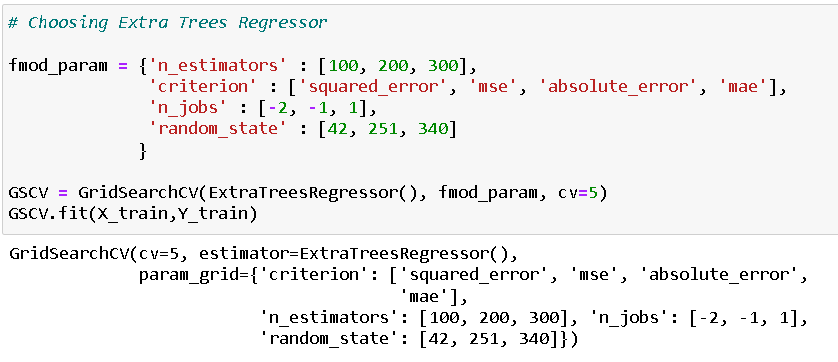 # Choosing Extra Trees Regressor
fmod_param = {'n_estimators' : [100, 200, 300],
'criterion' : ['squared_error', 'mse', 'absolute_error', 'mae'],
'n_jobs' : [-2, -1, 1],
'random_state' : [42, 251, 340]
}
GSCV = GridSearchCV(ExtraTreesRegressor(), fmod_param, cv=5)
GSCV.fit(X_train,Y_train)
GridSearchCV(cv=5, estimator=ExtraTreesRegressor(),
param_grid={'criterion': ['squared_error', 'mse', 'absolute_error',
'mae'],
'n_estimators': [100, 200, 300], 'n_jobs': [-2, -1, 1],
'random_state': [42, 251, 340]})